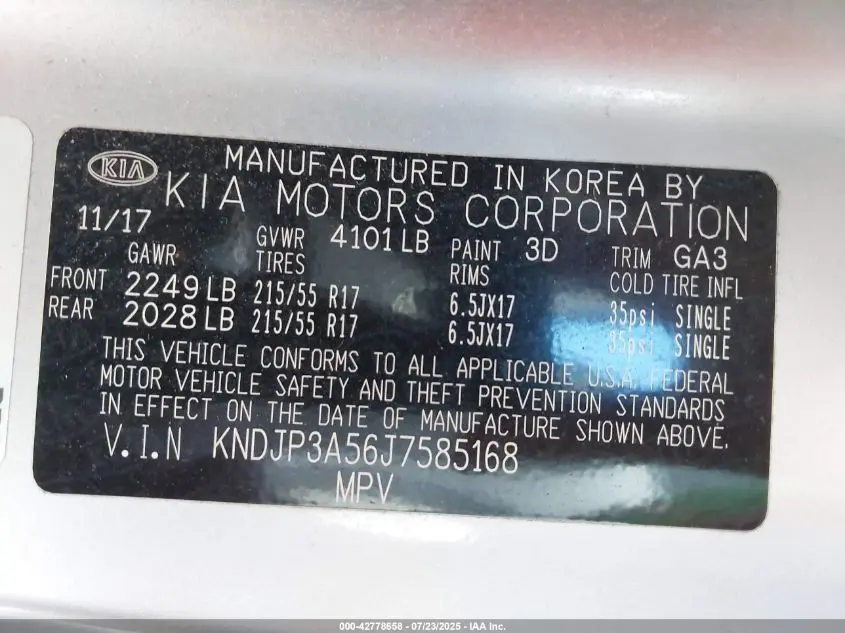 KIA
MANUFACTURED IN KOREA BY
KIA MOTORS CORPORATION
11/17
GAWR GVWR 4101 LB PAINT 3D TRIM GA3
TIRES RIMS COLD TIRE INFL
FRONT 2249 LB 215/55 R17 6.5JX17 35psi SINGLE
REAR 2028 LB 215/55 R17 6.5JX17 35psi SINGLE
THIS VEHICLE CONFORMS TO ALL APPLICABLE U.S.A. FEDERAL
MOTOR VEHICLE SAFETY AND THEFT PREVENTION STANDARDS
IN EFFECT ON THE DATE OF MANUFACTURE SHOWN ABOVE.
V.I.N KNDJP3A56J7585168
MPV
000-42778658 - 07/23/2025 - IAA Inc.